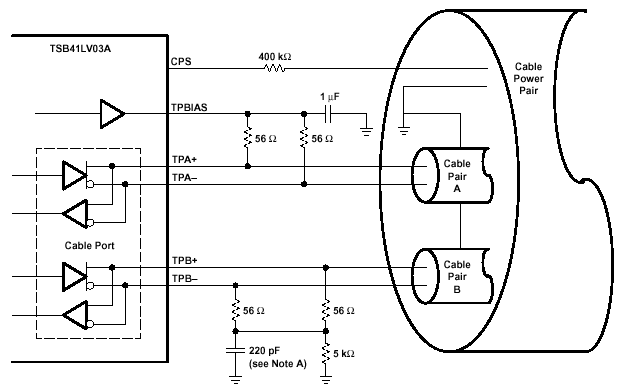 TSB41LV03A
CPS
400 kΩ
Cable
Power
Pair
TPBIAS
1 μF
56 Ω
56 Ω
TPA+
TPA–
Cable
Pair
A
Cable Port
TPB+
TPB–
Cable
Pair
B
56 Ω
56 Ω
220 pF
(see Note A)
5 kΩ